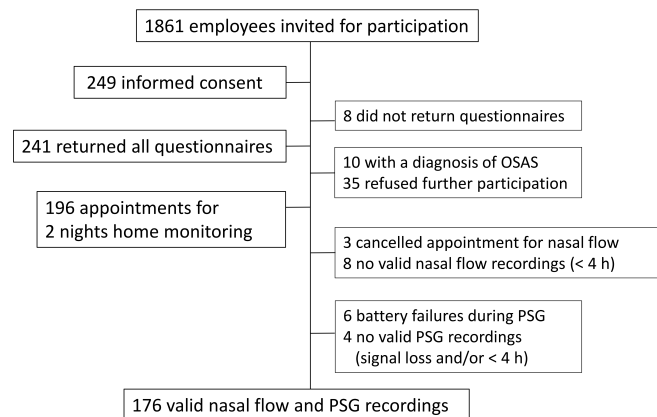 1861 employees invited for participation
249 informed consent
8 did not return questionnaires
241 returned all questionnaires
10 with a diagnosis of OSAS
35 refused further participation
196 appointments for
2 nights home monitoring
3 cancelled appointment for nasal flow
8 no valid nasal flow recordings (< 4 h)
6 battery failures during PSG
4 no valid PSG recordings
(signal loss and/or < 4 h)
176 valid nasal flow and PSG recordings